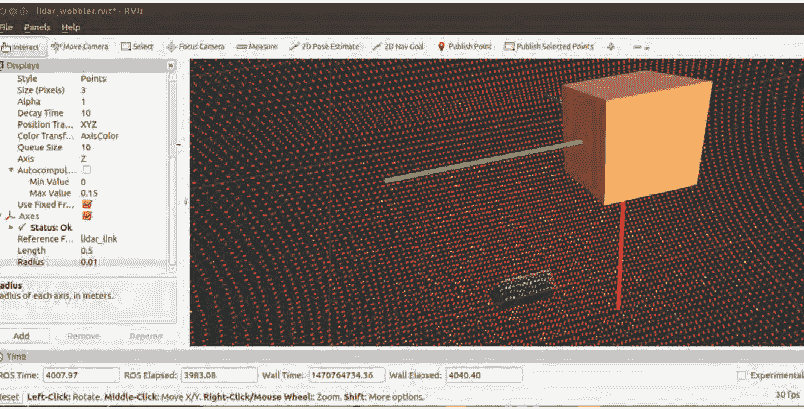 lidar_wobbler.rviz* - RViz
File Panels Help
Interact Move Camera Select Focus Camera Measure 2D Pose Estimate 2D Nav Goal Publish Point Publish Selected Points
Displays
Style Points
Size (Pixels) 3
Alpha 1
Decay Time 10
Position Tra... XYZ
Color Transf... AxisColor
Queue Size 10
Axis Z
Autocomput...
Min Value 0
Max Value 0.15
Use Fixed Fr...
Axes
Status: Ok
Reference F... lidar_link
Length 0.5
Radius 0.01
adius
adius of each axis, in meters.
Add Remove Rename
Time
ROS Time: 4007.97 ROS Elapsed: 3983.08 Wall Time: 1470764734.36 Wall Elapsed: 4040.40 Experimental
Reset Left-Click: Rotate. Middle-Click: Move X/Y. Right-Click/Mouse Wheel: Zoom. Shift: More options. 30 fps